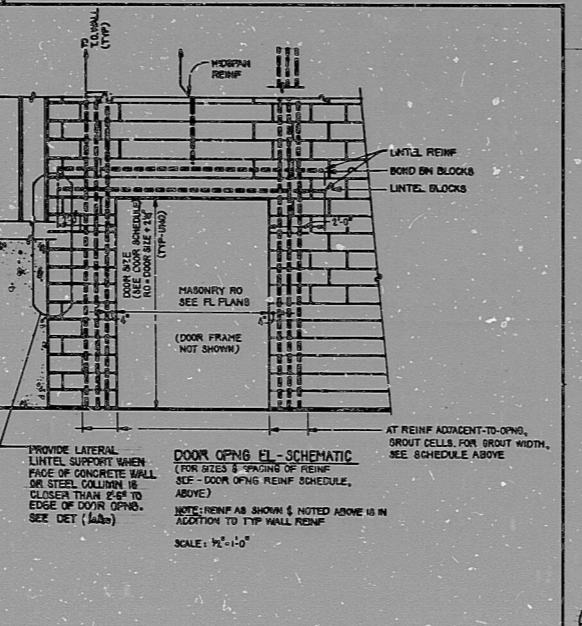 TO
T.O. WALL
(TYP)
MIDSPAN
REINF
LINTEL REINF
BOND BM BLOCKS
LINTEL BLOCKS
2'-0"
DOOR SIZE
(SEE DOOR SCHEDULE)
RO = DOOR SIZE + 2½"
(TYP-UNO)
MASONRY RO
SEE FL PLANS
4"
4"
(DOOR FRAME
NOT SHOWN)
AT REINF ADJACENT-TO-OPNG,
GROUT CELLS. FOR GROUT WIDTH,
SEE SCHEDULE ABOVE
PROVIDE LATERAL
LINTEL SUPPORT WHEN
FACE OF CONCRETE WALL
OR STEEL COLUMN IS
CLOSER THAN 2'-6" TO
EDGE OF DOOR OPNG.
SEE DET
DOOR OPNG EL-SCHEMATIC
(FOR SIZES & SPACING OF REINF
SEE - DOOR OPNG REINF SCHEDULE,
ABOVE)
NOTE: REINF AS SHOWN & NOTED ABOVE IS IN
ADDITION TO TYP WALL REINF
SCALE: ½"=1'-0"